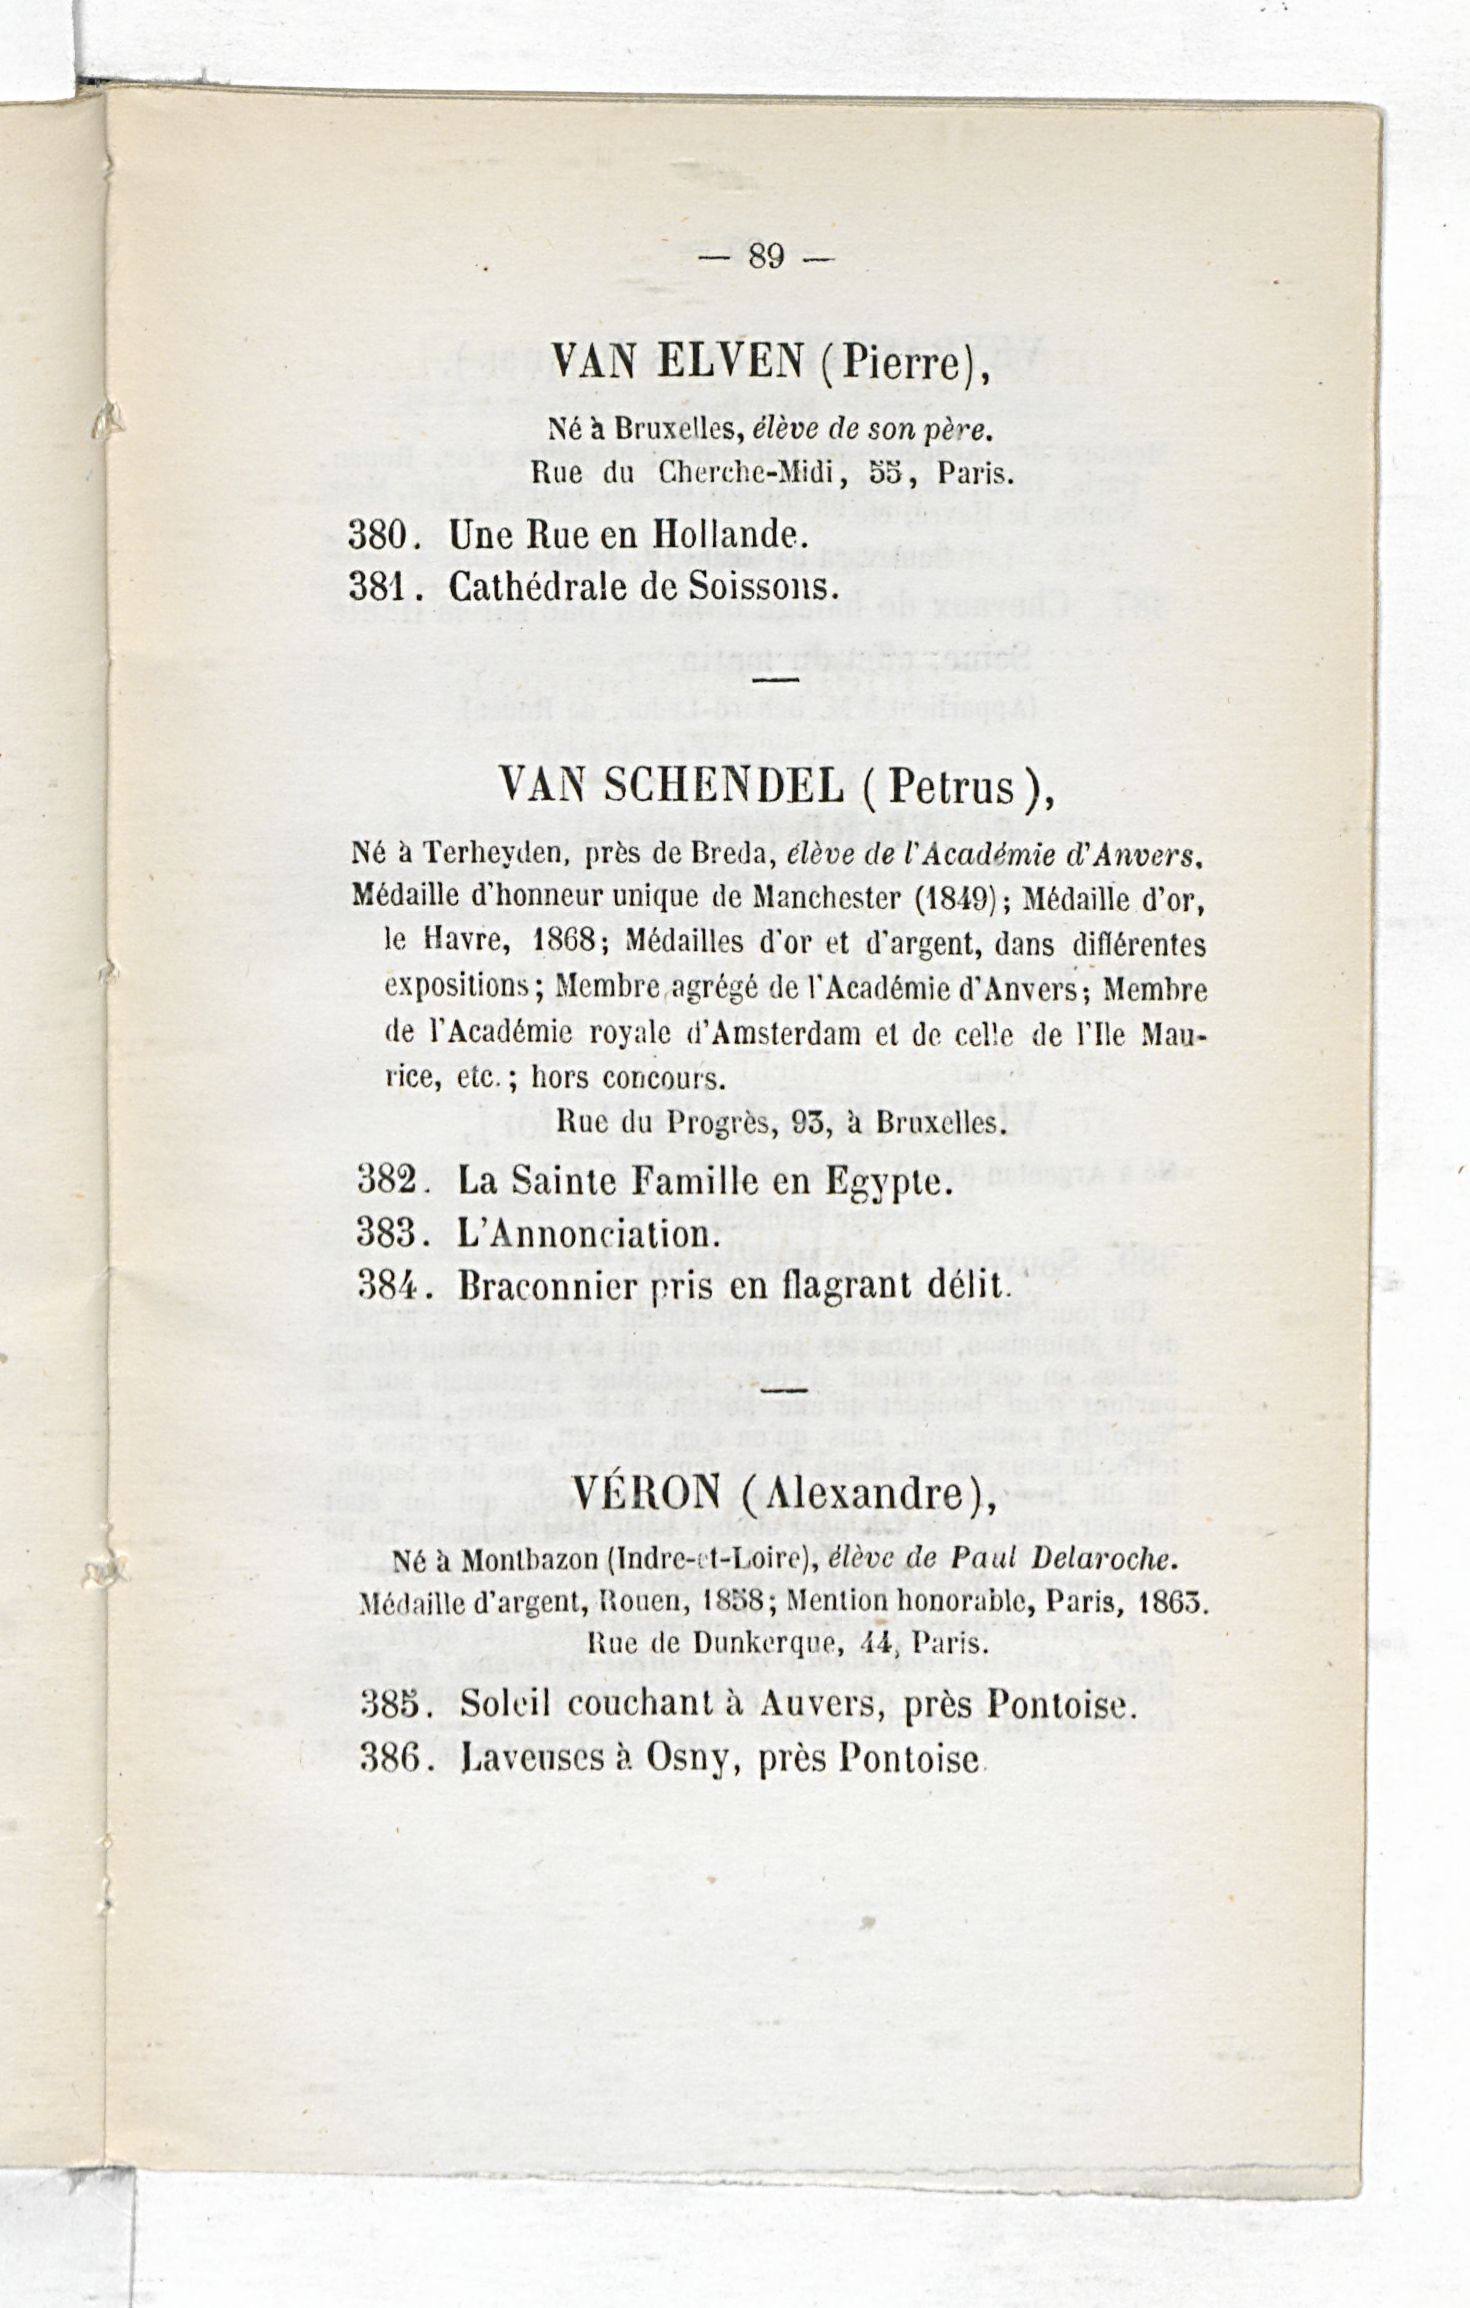 — 89 —
VAN ELVEN (Pierre),
Né à Bruxelles, élève de son père.
Rue du Cherche-Midi, 55, Paris.
380. Une Rue en Hollande.
381. Cathédrale de Soissons.
VAN SCHENDEL (Petrus),
Né à Terheyden, près de Breda, élève de l'Académie d'Anvers.
Médaille d'honneur unique de Manchester (1849); Médaille d'or,
le Havre, 1868; Médailles d'or et d'argent, dans différentes
expositions; Membre agrégé de l'Académie d'Anvers; Membre
de l'Académie royale d'Amsterdam et de celle de l'Ile Mau-
rice, etc.; hors concours.
Rue du Progrès, 93, à Bruxelles.
382. La Sainte Famille en Egypte.
383. L'Annonciation.
384. Braconnier pris en flagrant délit.
VÉRON (Alexandre),
Né à Montbazon (Indre-et-Loire), élève de Paul Delaroche.
Médaille d'argent, Rouen, 1858; Mention honorable, Paris, 1863.
Rue de Dunkerque, 44, Paris.
385. Soleil couchant à Auvers, près Pontoise.
386. Laveuses à Osny, près Pontoise.